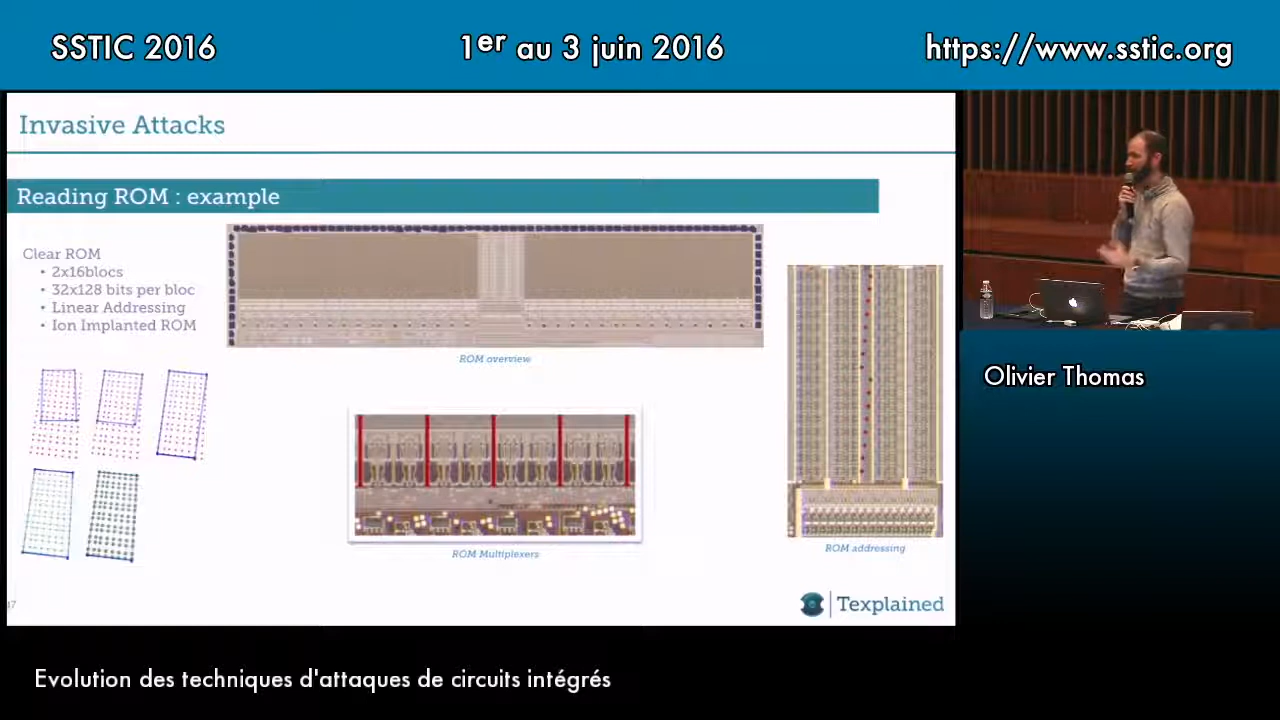 SSTIC 2016
1er au 3 juin 2016
https://www.sstic.org
Invasive Attacks
Reading ROM : example
Clear ROM
• 2x16blocs
• 32x128 bits per bloc
• Linear Addressing
• Ion Implanted ROM
ROM overview
ROM Multiplexers
ROM addressing
Texplained
Olivier Thomas
Evolution des techniques d'attaques de circuits intégrés